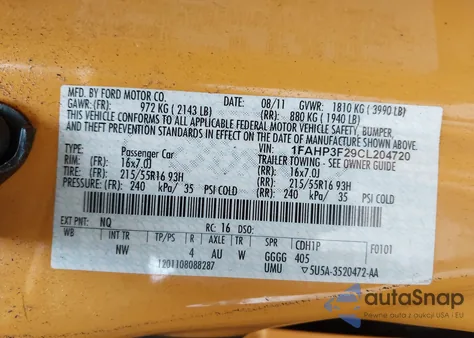 MFD. BY FORD MOTOR CO. DATE: 08/11 GVWR: 1810 KG ( 3990 LB)
GAWR: (FR): 972 KG ( 2143 LB) (RR): 880 KG ( 1940 LB)
THIS VEHICLE CONFORMS TO ALL APPLICABLE FEDERAL MOTOR VEHICLE SAFETY, BUMPER,
AND THEFT PREVENTION STANDARDS IN EFFECT ON THE DATE OF MANUFACTURE SHOWN ABOVE.
VIN: 1FAHP3F29CL204720
TYPE: Passenger Car TRAILER TOWING - SEE OWNER GUIDE
RIM: (FR): 16x7.0J (RR): 16x7.0J
TIRE: (FR): 215/55R16 93H (RR): 215/55R16 93H
PRESSURE: (FR): 240 kPa/ 35 PSI COLD (RR): 240 kPa/ 35 PSI COLD
EXT PNT: NQ RC: 16 DSO: F0101
WB INT TR TP/PS R AXLE TR SPR CDH1P
NW 4 AU W GGGG 405
1201108088287 UMU 5U5A-3520472-AA
autoSnap
Auta z aukcji USA - EU